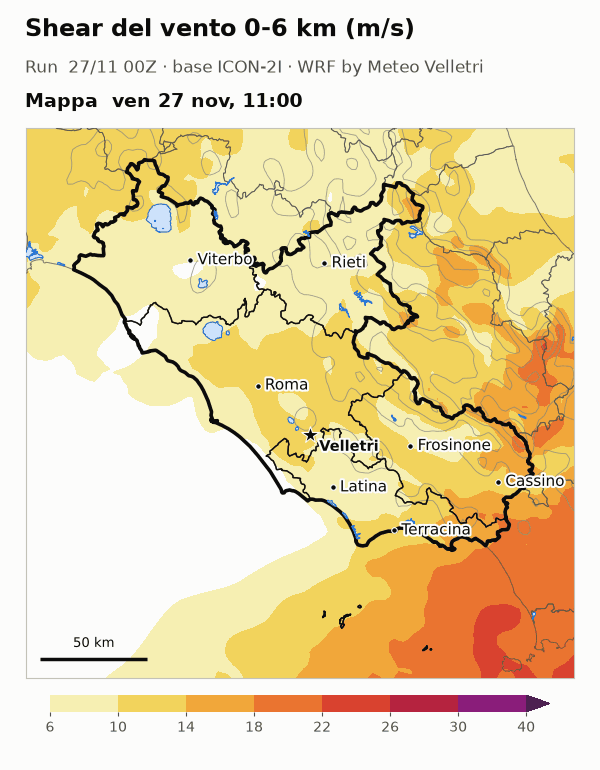 Shear del vento 0-6 km (m/s)
Run  27/11 00Z · base ICON-2I · WRF by Meteo Velletri
Mappa  ven 27 nov, 11:00
Viterbo
Rieti
Roma
Velletri
Frosinone
Cassino
Latina
Terracina
50 km
6 10 14 18 22 26 30 40